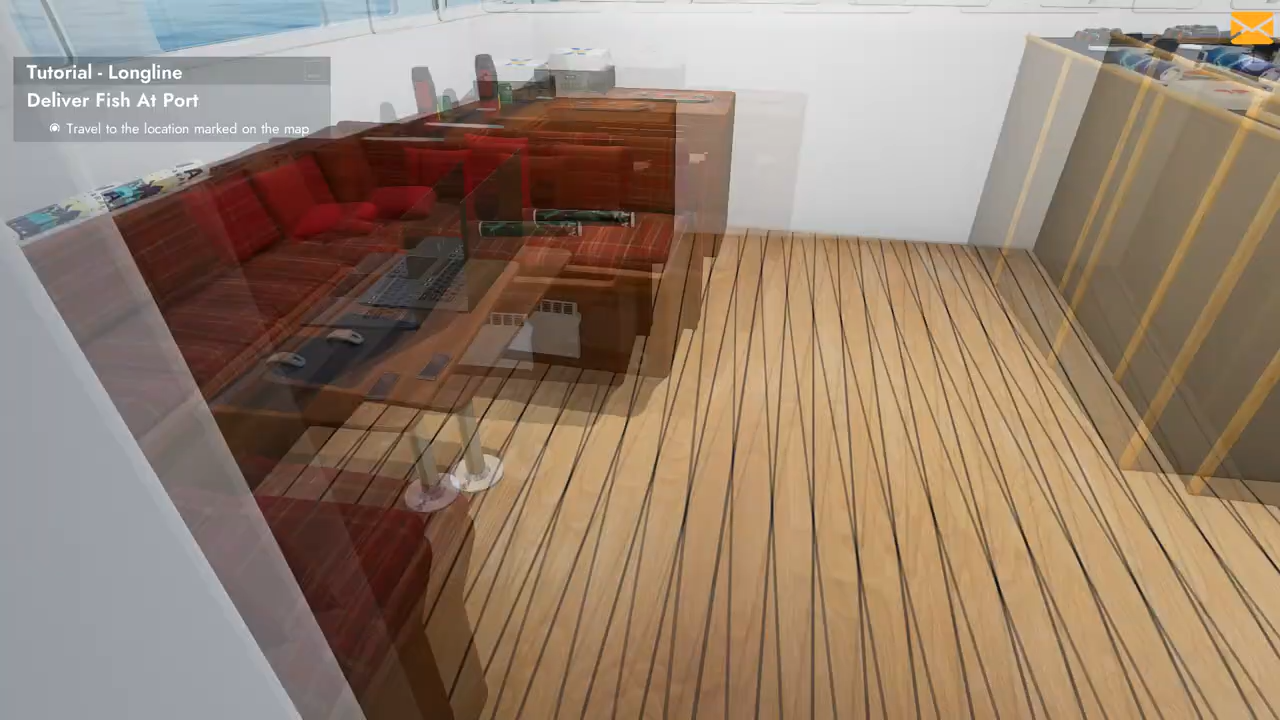 Tutorial - Longline
Deliver Fish At Port
Travel to the location marked on the map